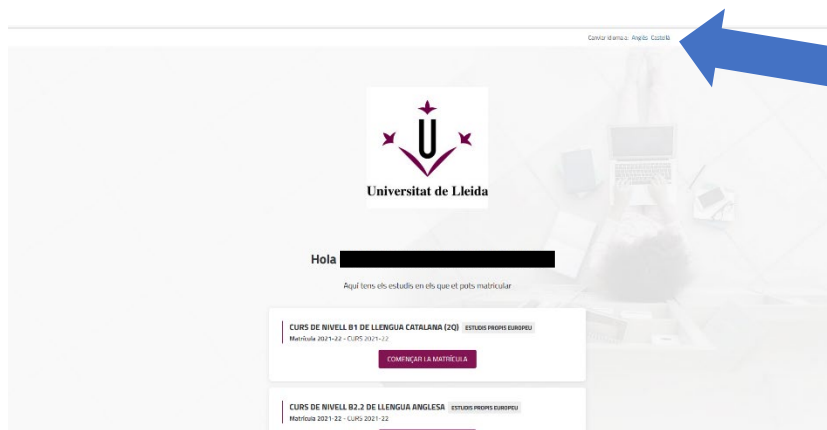 Canviar idioma a: Anglès Castellà
Universitat de Lleida
Hola
Aquí tens els estudis en els que et pots matricular
CURS DE NIVELL B1 DE LLENGUA CATALANA (2Q) ESTUDIS PROPIS EUROPEU
Matrícula 2021-22 - CURS 2021-22
COMENÇAR LA MATRÍCULA
CURS DE NIVELL B2.2 DE LLENGUA ANGLESA ESTUDIS PROPIS EUROPEU
Matrícula 2021-22 - CURS 2021-22